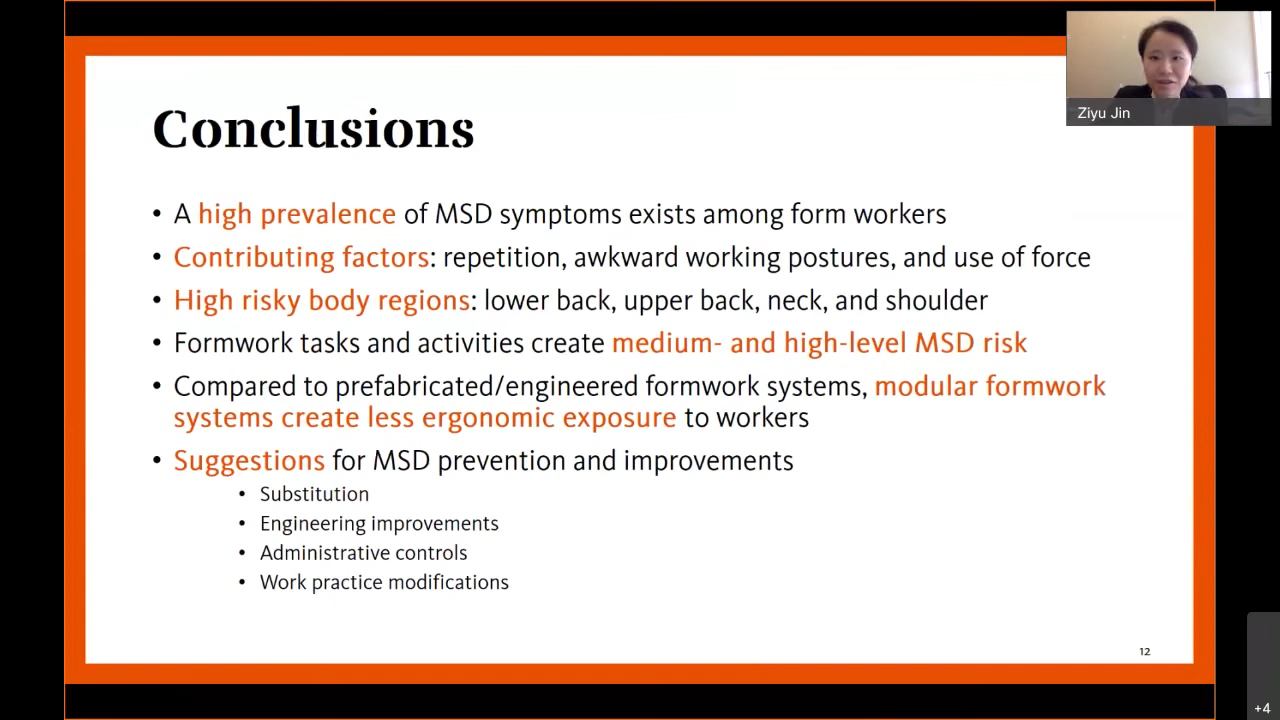 Conclusions
• A high prevalence of MSD symptoms exists among form workers
• Contributing factors: repetition, awkward working postures, and use of force
• High risky body regions: lower back, upper back, neck, and shoulder
• Formwork tasks and activities create medium- and high-level MSD risk
• Compared to prefabricated/engineered formwork systems, modular formwork
systems create less ergonomic exposure to workers
• Suggestions for MSD prevention and improvements
• Substitution
• Engineering improvements
• Administrative controls
• Work practice modifications
12
Ziyu Jin
+4